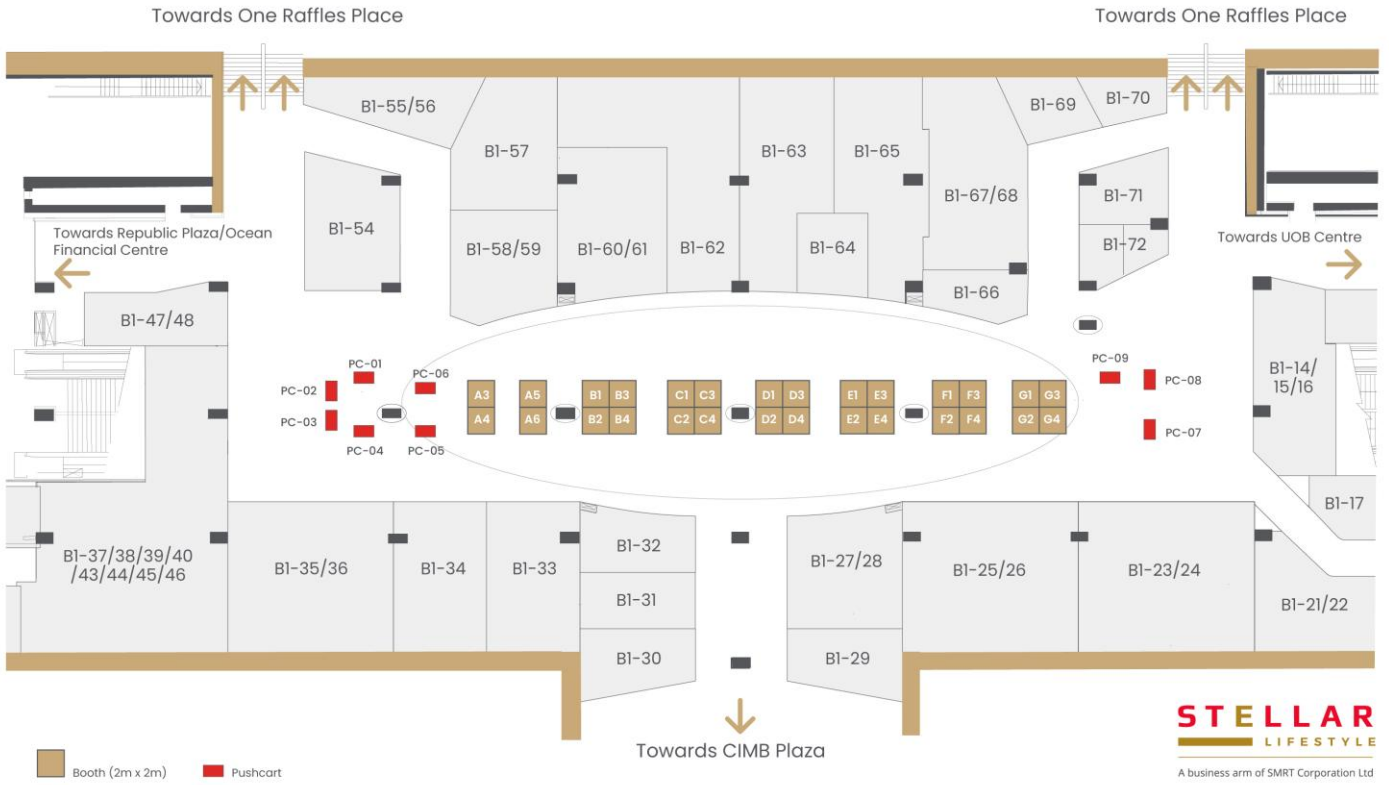 Towards One Raffles Place
Towards One Raffles Place
B1-55/56
B1-57
B1-63
B1-65
B1-69
B1-70
B1-54
B1-58/59
B1-60/61
B1-62
B1-64
B1-67/68
B1-66
B1-71
B1-72
Towards Republic Plaza/Ocean
Financial Centre
Towards UOB Centre
B1-47/48
PC-01
PC-02
PC-03
PC-04
PC-05
PC-06
A3
A4
A5
A6
B1 B3
B2 B4
C1 C3
C2 C4
D1 D3
D2 D4
E1 E3
E2 E4
F1 F3
F2 F4
G1 G3
G2 G4
PC-09
PC-08
PC-07
B1-14/
15/16
B1-17
B1-37/38/39/40
/43/44/45/46
B1-35/36
B1-34
B1-33
B1-32
B1-31
B1-30
B1-27/28
B1-29
B1-25/26
B1-23/24
B1-21/22
Towards CIMB Plaza
Booth (2m x 2m)
Pushcart
STELLAR
LIFESTYLE
A business arm of SMRT Corporation Ltd